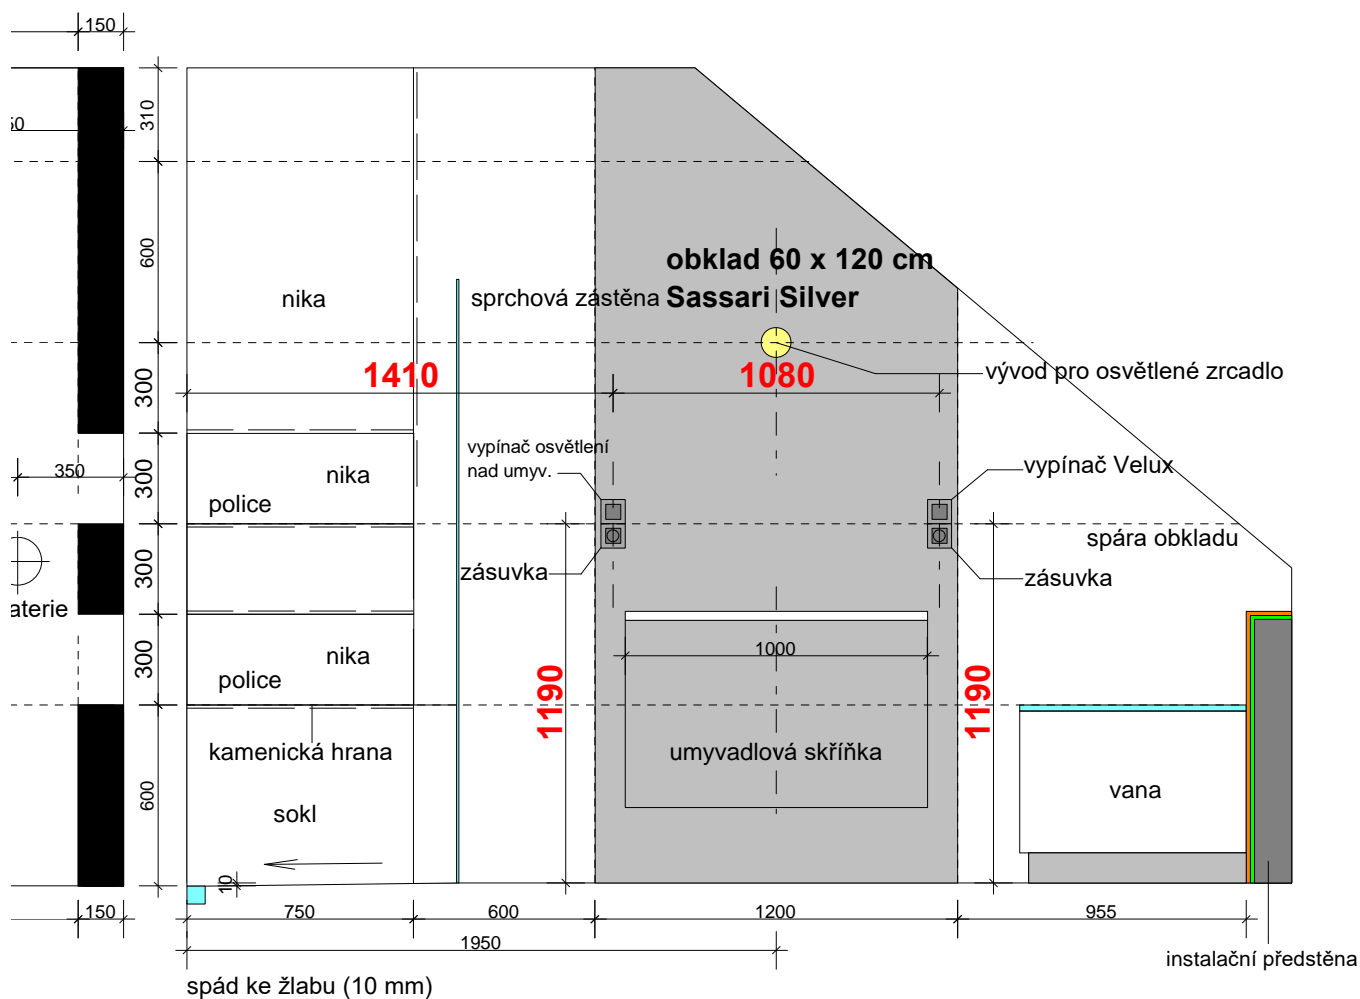 150
310
50
600
obklad 60 x 120 cm
Sassari Silver
nika
sprchová zástěna
1410
1080
vývod pro osvětlené zrcadlo
300
vypínač osvětlení
nad umyv.
350
300
nika
vypínač Velux
police
spára obkladu
300
zásuvka
zásuvka
aterie
1000
300
nika
police
1190
1190
kamenická hrana
umyvadlová skříňka
600
vana
sokl
10
150
750
600
1200
955
1950
instalační předstěna
spád ke žlabu (10 mm)